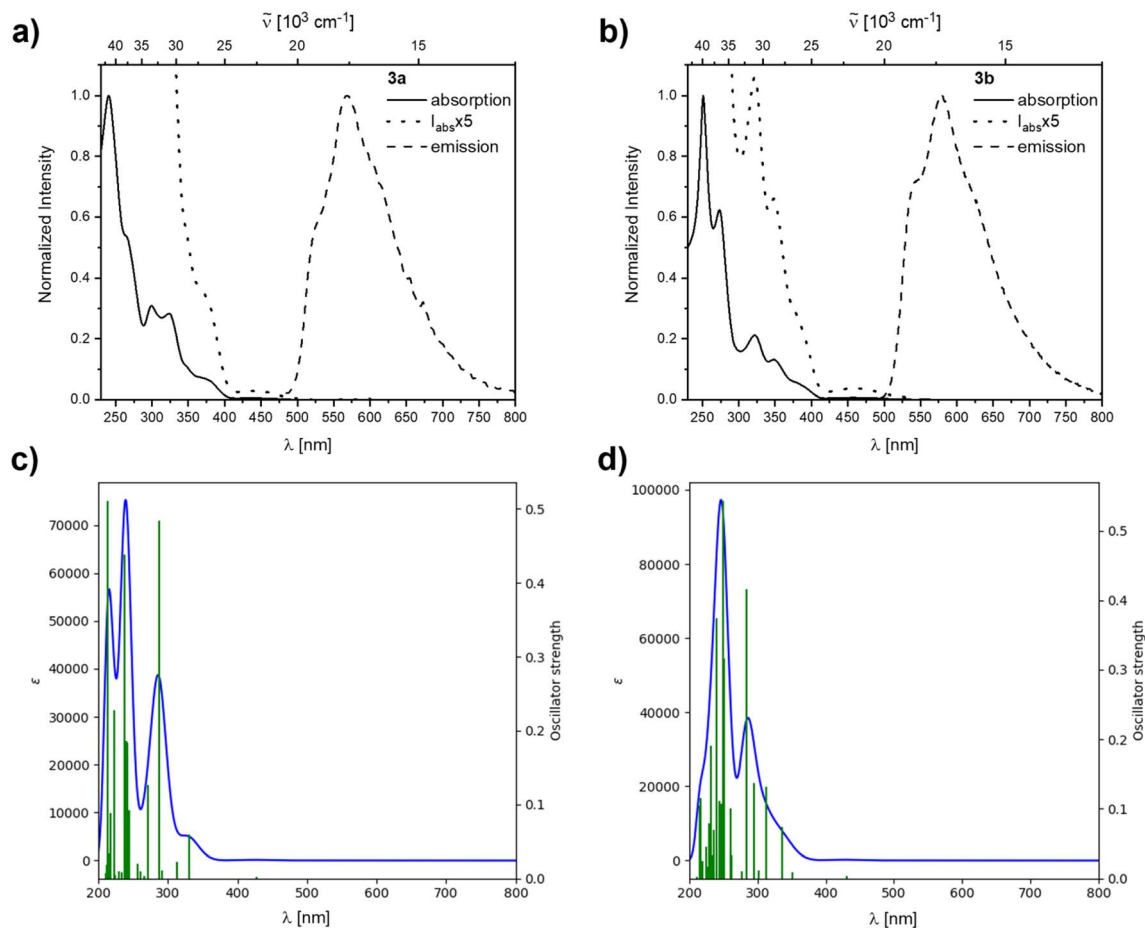 a)
ṽ [10³ cm⁻¹]
40 35 30 25 20 15
3a
absorption
I_abs x5
emission
Normalized Intensity
1.0
0.8
0.6
0.4
0.2
0.0
250 300 350 400 450 500 550 600 650 700 750 800
λ [nm]
b)
ṽ [10³ cm⁻¹]
40 35 30 25 20 15
3b
absorption
I_abs x5
emission
Normalized Intensity
1.0
0.8
0.6
0.4
0.2
0.0
250 300 350 400 450 500 550 600 650 700 750 800
λ [nm]
c)
ε
70000
60000
50000
40000
30000
20000
10000
0
Oscillator strength
0.5
0.4
0.3
0.2
0.1
0.0
200 300 400 500 600 700 800
λ [nm]
d)
ε
100000
80000
60000
40000
20000
0
Oscillator strength
0.5
0.4
0.3
0.2
0.1
0.0
200 300 400 500 600 700 800
λ [nm]